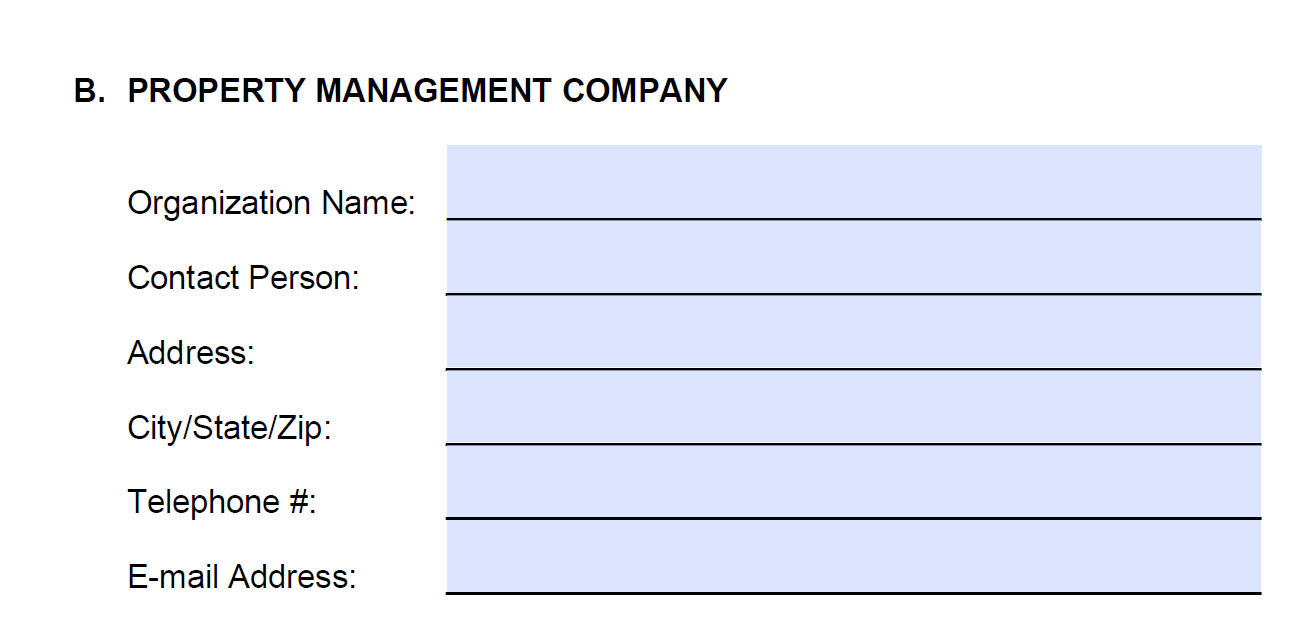 B. PROPERTY MANAGEMENT COMPANY
Organization Name:
Contact Person:
Address:
City/State/Zip:
Telephone #:
E-mail Address: